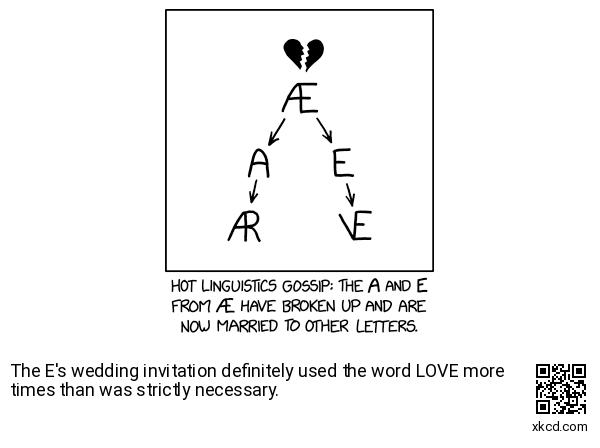 Æ
A E
AR VE
HOT LINGUISTICS GOSSIP: THE A AND E
FROM Æ HAVE BROKEN UP AND ARE
NOW MARRIED TO OTHER LETTERS.
The E's wedding invitation definitely used the word LOVE more
times than was strictly necessary.
xkcd.com